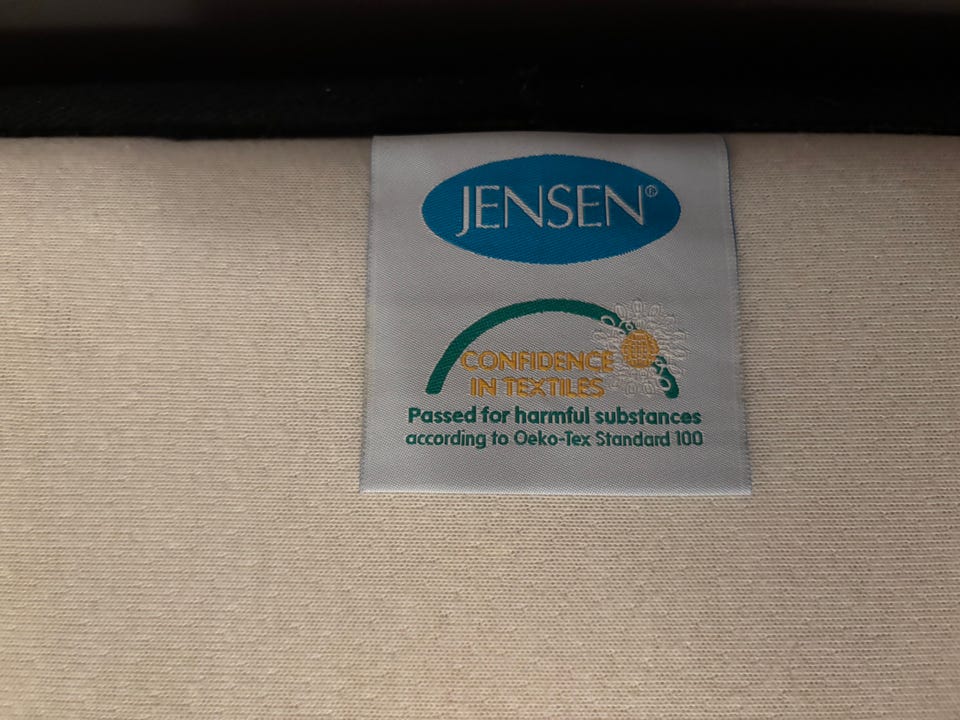 JENSEN®
CONFIDENCE
IN TEXTILES
Passed for harmful substances
according to Oeko-Tex Standard 100